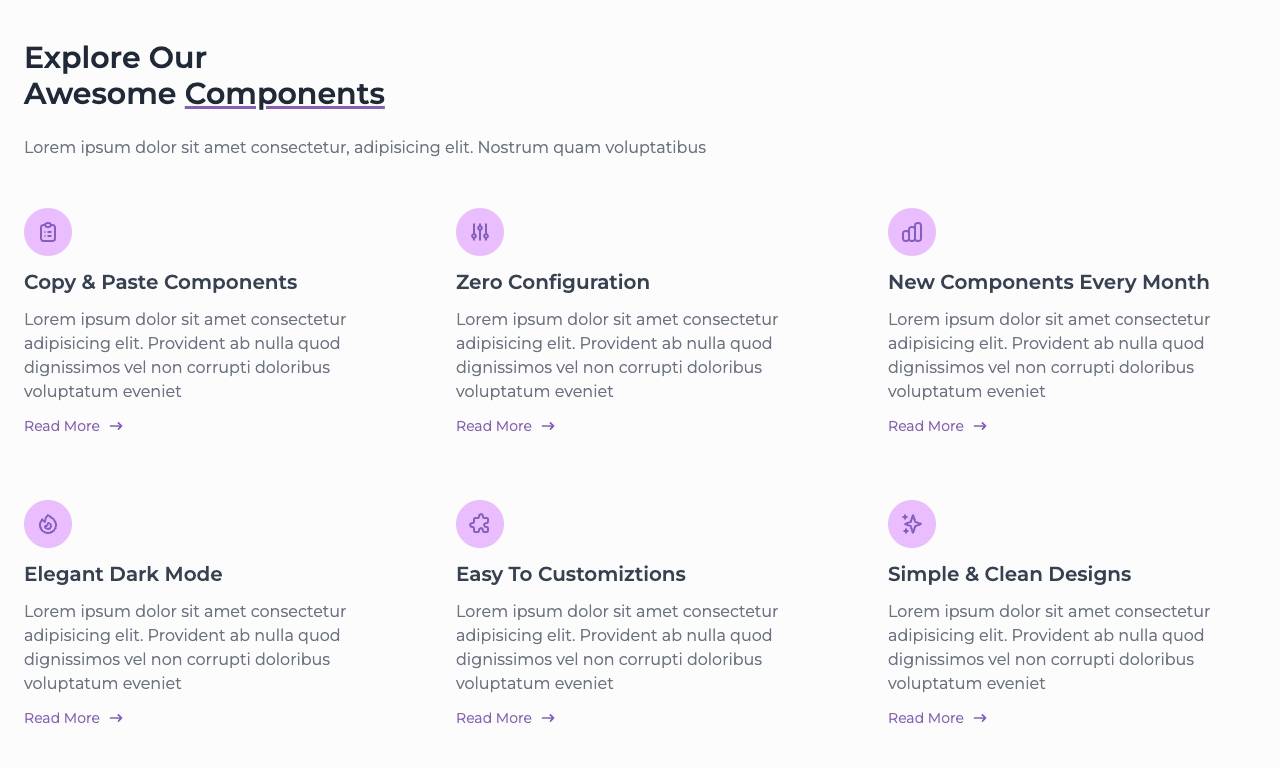 Explore Our
Awesome Components
Lorem ipsum dolor sit amet consectetur, adipisicing elit. Nostrum quam voluptatibus
Copy & Paste Components
Lorem ipsum dolor sit amet consectetur
adipisicing elit. Provident ab nulla quod
dignissimos vel non corrupti doloribus
voluptatum eveniet
Read More
Zero Configuration
Lorem ipsum dolor sit amet consectetur
adipisicing elit. Provident ab nulla quod
dignissimos vel non corrupti doloribus
voluptatum eveniet
Read More
New Components Every Month
Lorem ipsum dolor sit amet consectetur
adipisicing elit. Provident ab nulla quod
dignissimos vel non corrupti doloribus
voluptatum eveniet
Read More
Elegant Dark Mode
Lorem ipsum dolor sit amet consectetur
adipisicing elit. Provident ab nulla quod
dignissimos vel non corrupti doloribus
voluptatum eveniet
Read More
Easy To Customiztions
Lorem ipsum dolor sit amet consectetur
adipisicing elit. Provident ab nulla quod
dignissimos vel non corrupti doloribus
voluptatum eveniet
Read More
Simple & Clean Designs
Lorem ipsum dolor sit amet consectetur
adipisicing elit. Provident ab nulla quod
dignissimos vel non corrupti doloribus
voluptatum eveniet
Read More